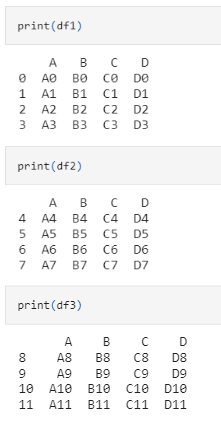 print(df1)
A B C D
0 A0 B0 C0 D0
1 A1 B1 C1 D1
2 A2 B2 C2 D2
3 A3 B3 C3 D3
print(df2)
A B C D
4 A4 B4 C4 D4
5 A5 B5 C5 D5
6 A6 B6 C6 D6
7 A7 B7 C7 D7
print(df3)
A B C D
8 A8 B8 C8 D8
9 A9 B9 C9 D9
10 A10 B10 C10 D10
11 A11 B11 C11 D11